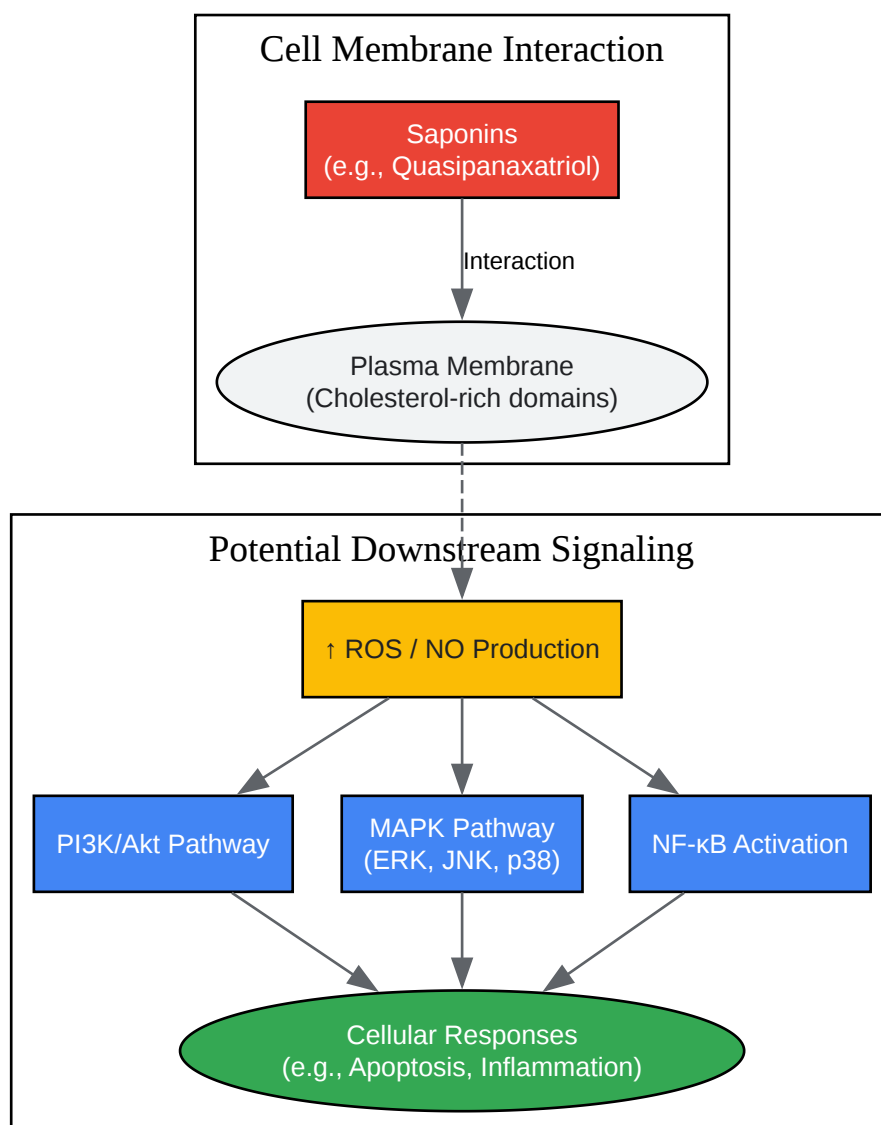 Cell Membrane Interaction
Saponins
(e.g., Quasipanaxatriol)
Interaction
Plasma Membrane
(Cholesterol-rich domains)
Potential Downstream Signaling
↑ ROS / NO Production
PI3K/Akt Pathway
MAPK Pathway
(ERK, JNK, p38)
NF-κB Activation
Cellular Responses
(e.g., Apoptosis, Inflammation)